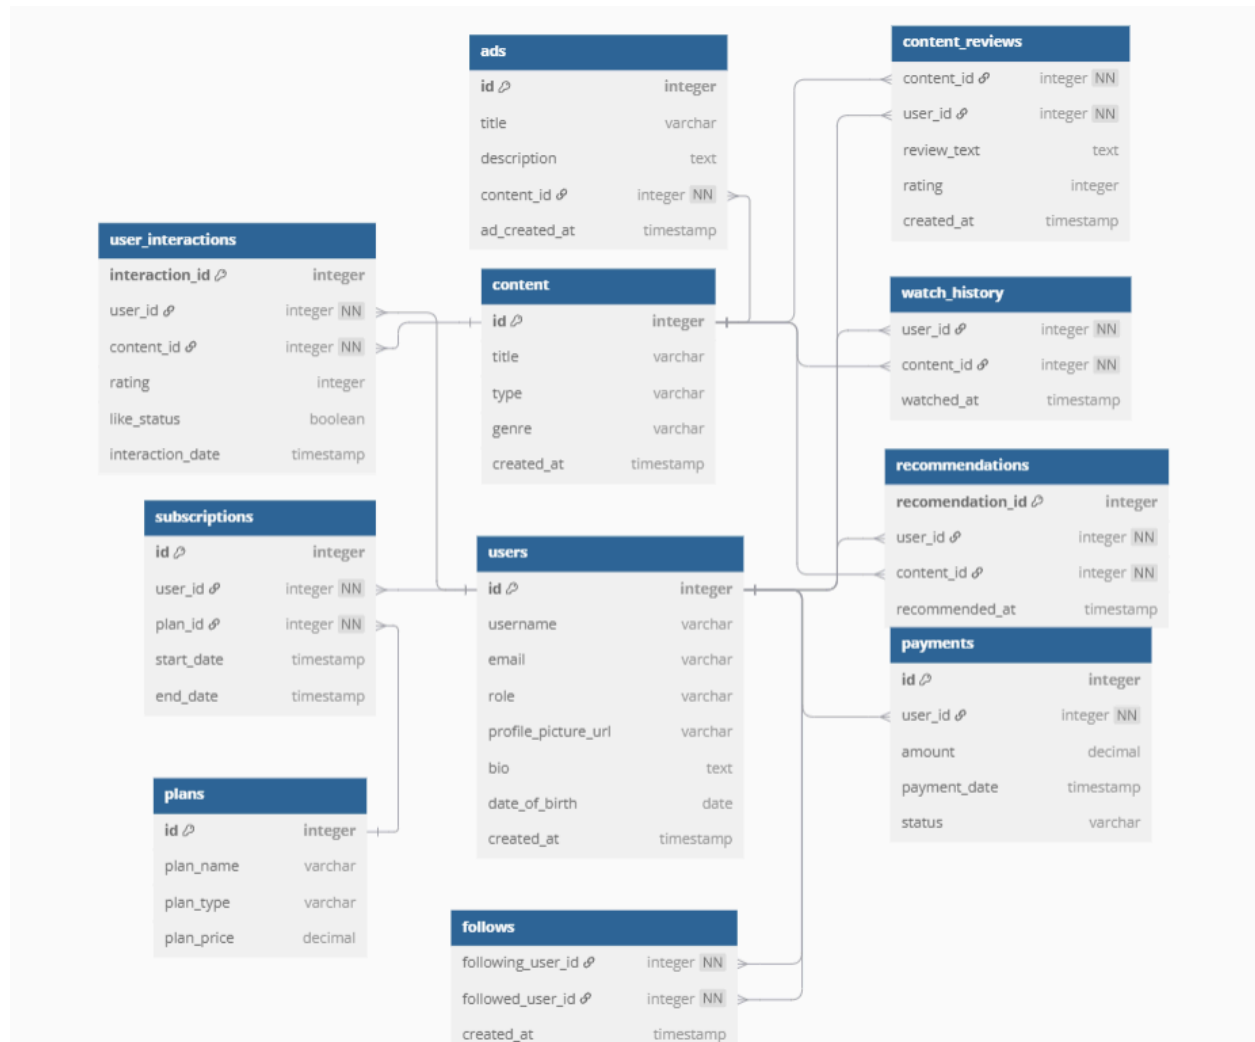 ads
id integer
title varchar
description text
content_id integer NN
ad_created_at timestamp
content_reviews
content_id integer NN
user_id integer NN
review_text text
rating integer
created_at timestamp
user_interactions
interaction_id integer
user_id integer NN
content_id integer NN
rating integer
like_status boolean
interaction_date timestamp
content
id integer
title varchar
type varchar
genre varchar
created_at timestamp
watch_history
user_id integer NN
content_id integer NN
watched_at timestamp
recommendations
recomendation_id integer
user_id integer NN
content_id integer NN
recommended_at timestamp
subscriptions
id integer
user_id integer NN
plan_id integer NN
start_date timestamp
end_date timestamp
users
id integer
username varchar
email varchar
role varchar
profile_picture_url varchar
bio text
date_of_birth date
created_at timestamp
payments
id integer
user_id integer NN
amount decimal
payment_date timestamp
status varchar
plans
id integer
plan_name varchar
plan_type varchar
plan_price decimal
follows
following_user_id integer NN
followed_user_id integer NN
created_at timestamp